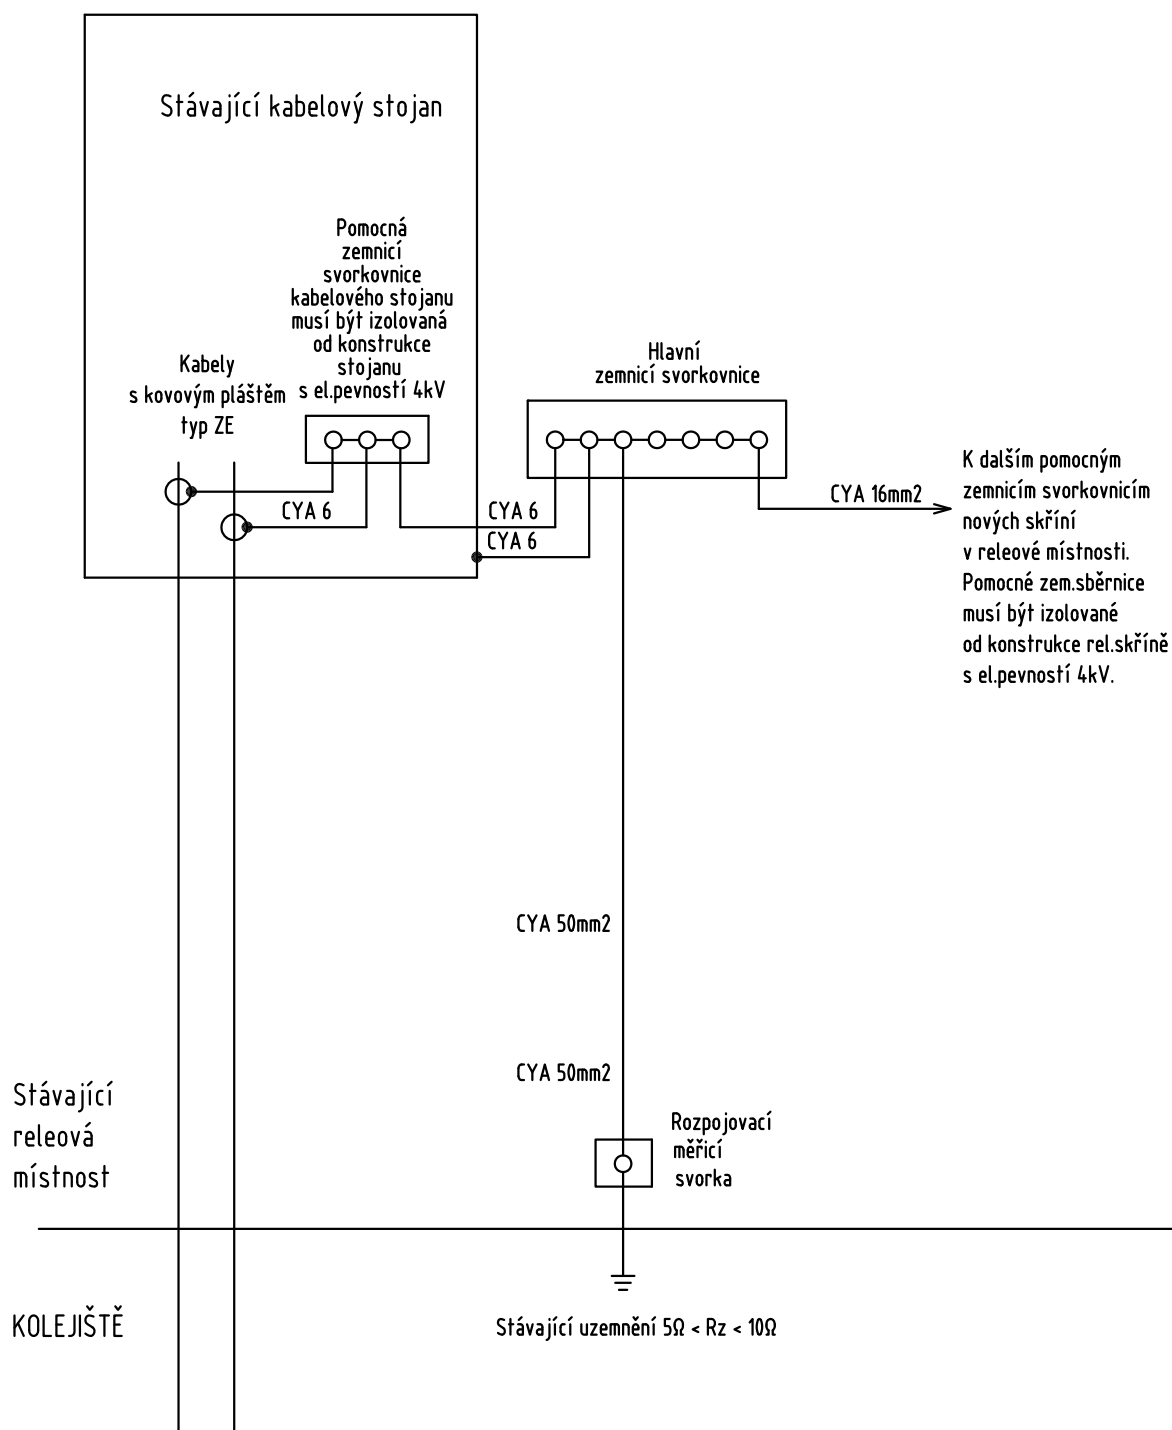 Stávající kabelový stojan
Pomocná
zemnicí
svorkovnice
kabelového stojanu
musí být izolovaná
od konstrukce
stojanu
s el.pevností 4kV
Kabely
s kovovým pláštěm
typ ZE
Hlavní
zemnicí svorkovnice
CYA 6
CYA 6
CYA 6
CYA 16mm2
K dalším pomocným
zemnicím svorkovnicím
nových skříní
v releové místnosti.
Pomocné zem.sběrnice
musí být izolované
od konstrukce rel.skříně
s el.pevností 4kV.
CYA 50mm2
CYA 50mm2
Stávající
releová
místnost
Rozpojovací
měřicí
svorka
KOLEJIŠTĚ
Stávající uzemnění 5Ω < Rz < 10Ω